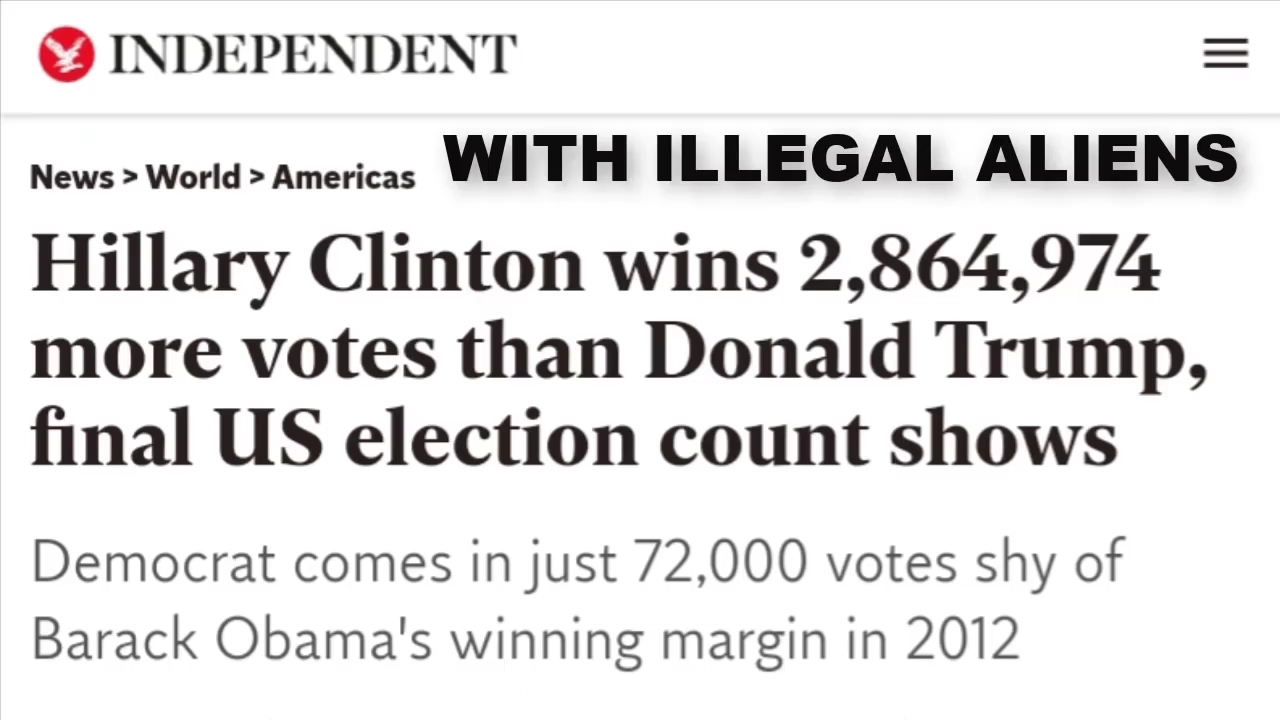 INDEPENDENT
WITH ILLEGAL ALIENS
News > World > Americas
Hillary Clinton wins 2,864,974
more votes than Donald Trump,
final US election count shows
Democrat comes in just 72,000 votes shy of
Barack Obama's winning margin in 2012